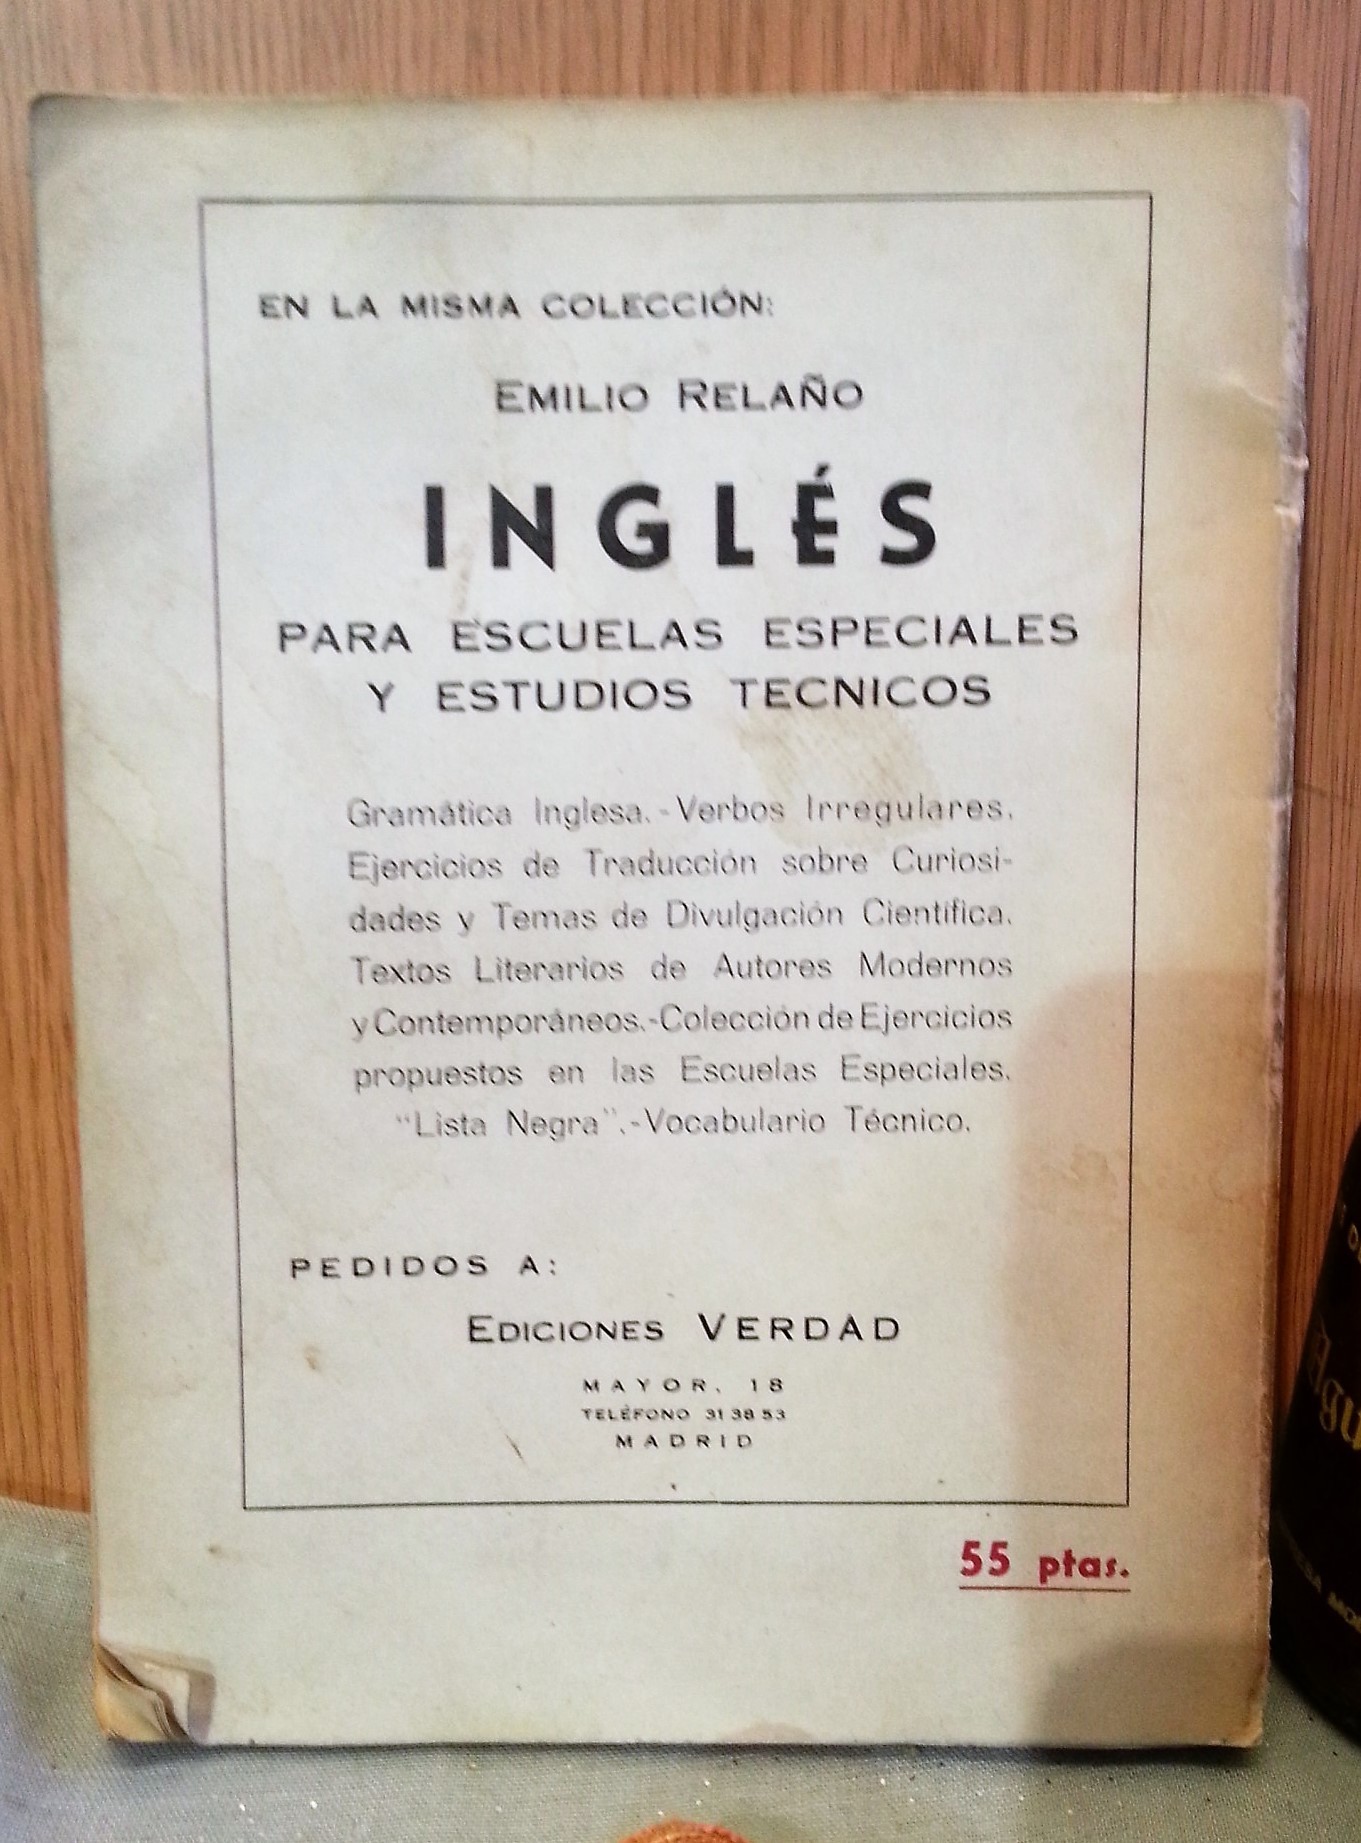 EN LA MISMA COLECCIÓN:
EMILIO RELAÑO
INGLÉS
PARA ESCUELAS ESPECIALES
Y ESTUDIOS TECNICOS
Gramática Inglesa.-Verbos Irregulares.
Ejercicios de Traducción sobre Curiosi-
dades y Temas de Divulgación Científica.
Textos Literarios de Autores Modernos
y Contemporáneos.-Colección de Ejercicios
propuestos en las Escuelas Especiales.
"Lista Negra".-Vocabulario Técnico.
PEDIDOS A:
EDICIONES VERDAD
MAYOR, 18
TELÉFONO 31 38 53
MADRID
55 ptas.